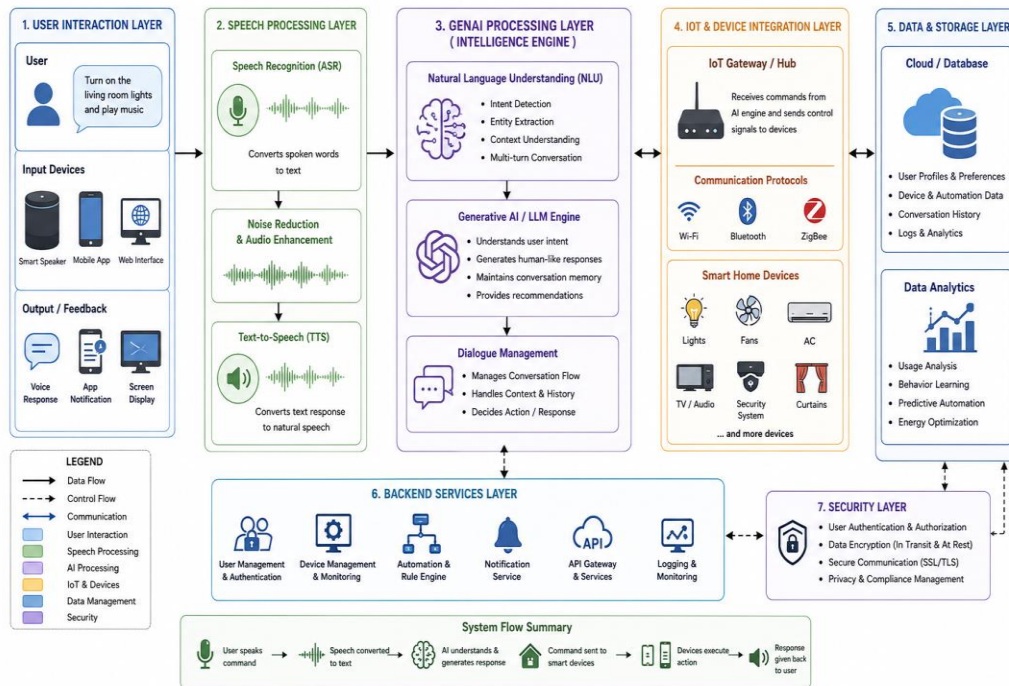 1. USER INTERACTION LAYER
User
Turn on the
living room lights
and play music
Input Devices
Smart Speaker
Mobile App
Web Interface
Output / Feedback
Voice
Response
App
Notification
Screen
Display
2. SPEECH PROCESSING LAYER
Speech Recognition (ASR)
Converts spoken words
to text
Noise Reduction
& Audio Enhancement
Text-to-Speech (TTS)
Converts text response
to natural speech
3. GENAI PROCESSING LAYER
( INTELLIGENCE ENGINE )
Natural Language Understanding (NLU)
• Intent Detection
• Entity Extraction
• Context Understanding
• Multi-turn Conversation
Generative AI / LLM Engine
• Understands user intent
• Generates human-like responses
• Maintains conversation memory
• Provides recommendations
Dialogue Management
• Manages Conversation Flow
• Handles Context & History
• Decides Action / Response
4. IOT & DEVICE INTEGRATION LAYER
IoT Gateway / Hub
Receives commands from
AI engine and sends control
signals to devices
Communication Protocols
Wi-Fi
Bluetooth
ZigBee
Smart Home Devices
Lights
Fans
AC
TV / Audio
Security
System
Curtains
... and more devices
5. DATA & STORAGE LAYER
Cloud / Database
• User Profiles & Preferences
• Device & Automation Data
• Conversation History
• Logs & Analytics
Data Analytics
• Usage Analysis
• Behavior Learning
• Predictive Automation
• Energy Optimization
LEGEND
Data Flow
Control Flow
Communication
User Interaction
Speech Processing
AI Processing
IoT & Devices
Data Management
Security
6. BACKEND SERVICES LAYER
User Management
& Authentication
Device Management
& Monitoring
Automation &
Rule Engine
Notification
Service
API
API Gateway
& Services
Logging &
Monitoring
7. SECURITY LAYER
• User Authentication & Authorization
• Data Encryption (In Transit & At Rest)
• Secure Communication (SSL/TLS)
• Privacy & Compliance Management
System Flow Summary
User speaks
command
Speech converted
to text
AI understands &
generates response
Command sent to
smart devices
Devices execute
action
Response
given back
to user